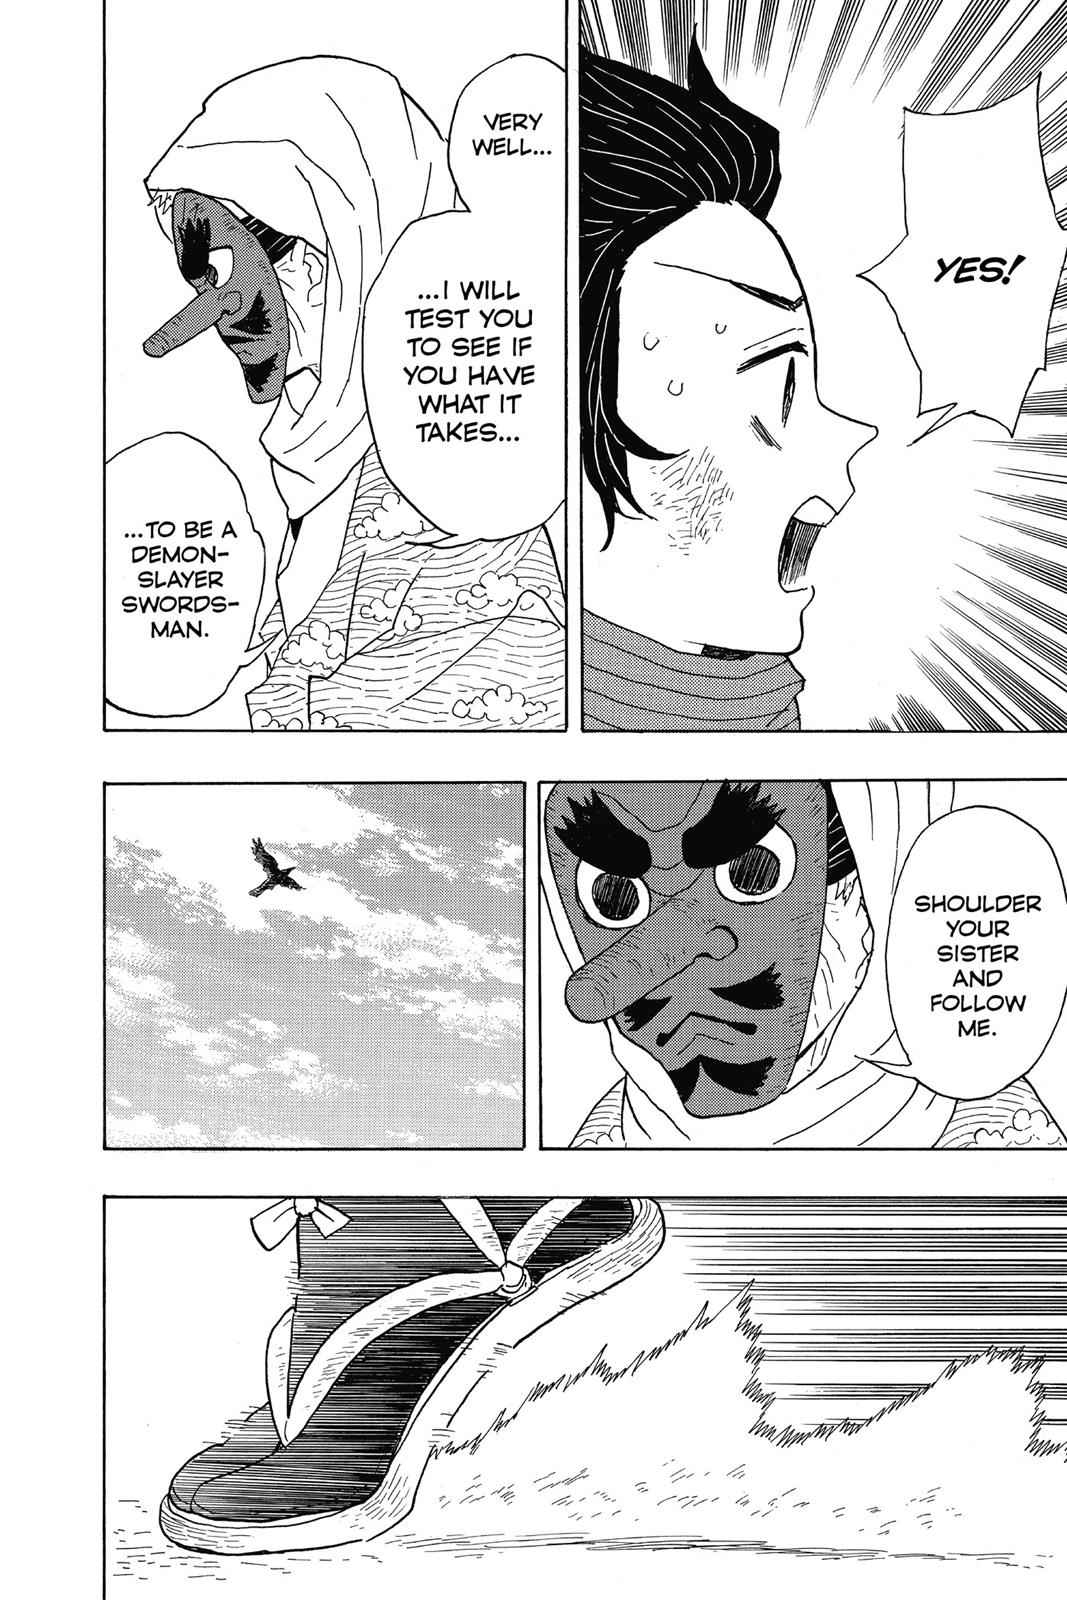 YES!
VERY
WELL...
...I WILL
TEST YOU
TO SEE IF
YOU HAVE
WHAT IT
TAKES...
...TO BE A
DEMON-
SLAYER
SWORDS-
MAN.
SHOULDER
YOUR
SISTER
AND
FOLLOW
ME.